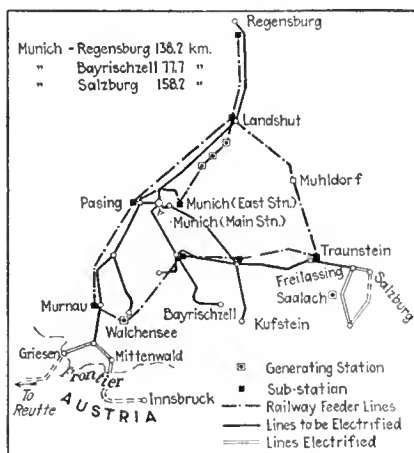 Regensburg
Munich - Regensburg 138.2 km.
" Bayrischzell 77.7 "
" Salzburg 158.2 "
Landshut
Muhldorf
Pasing
Munich (East Stn.)
Munich (Main Stn.)
Traunstein
Freilassing
Salzburg
Saalach
Murnau
Bayrischzell
Walchensee
Kufstein
Griesen
Mittenwald
Frontier
To
Reutte
AUSTRIA
Innsbruck
Generating Station
Sub-station
Railway Feeder Lines
Lines to be Electrified
Lines Electrified